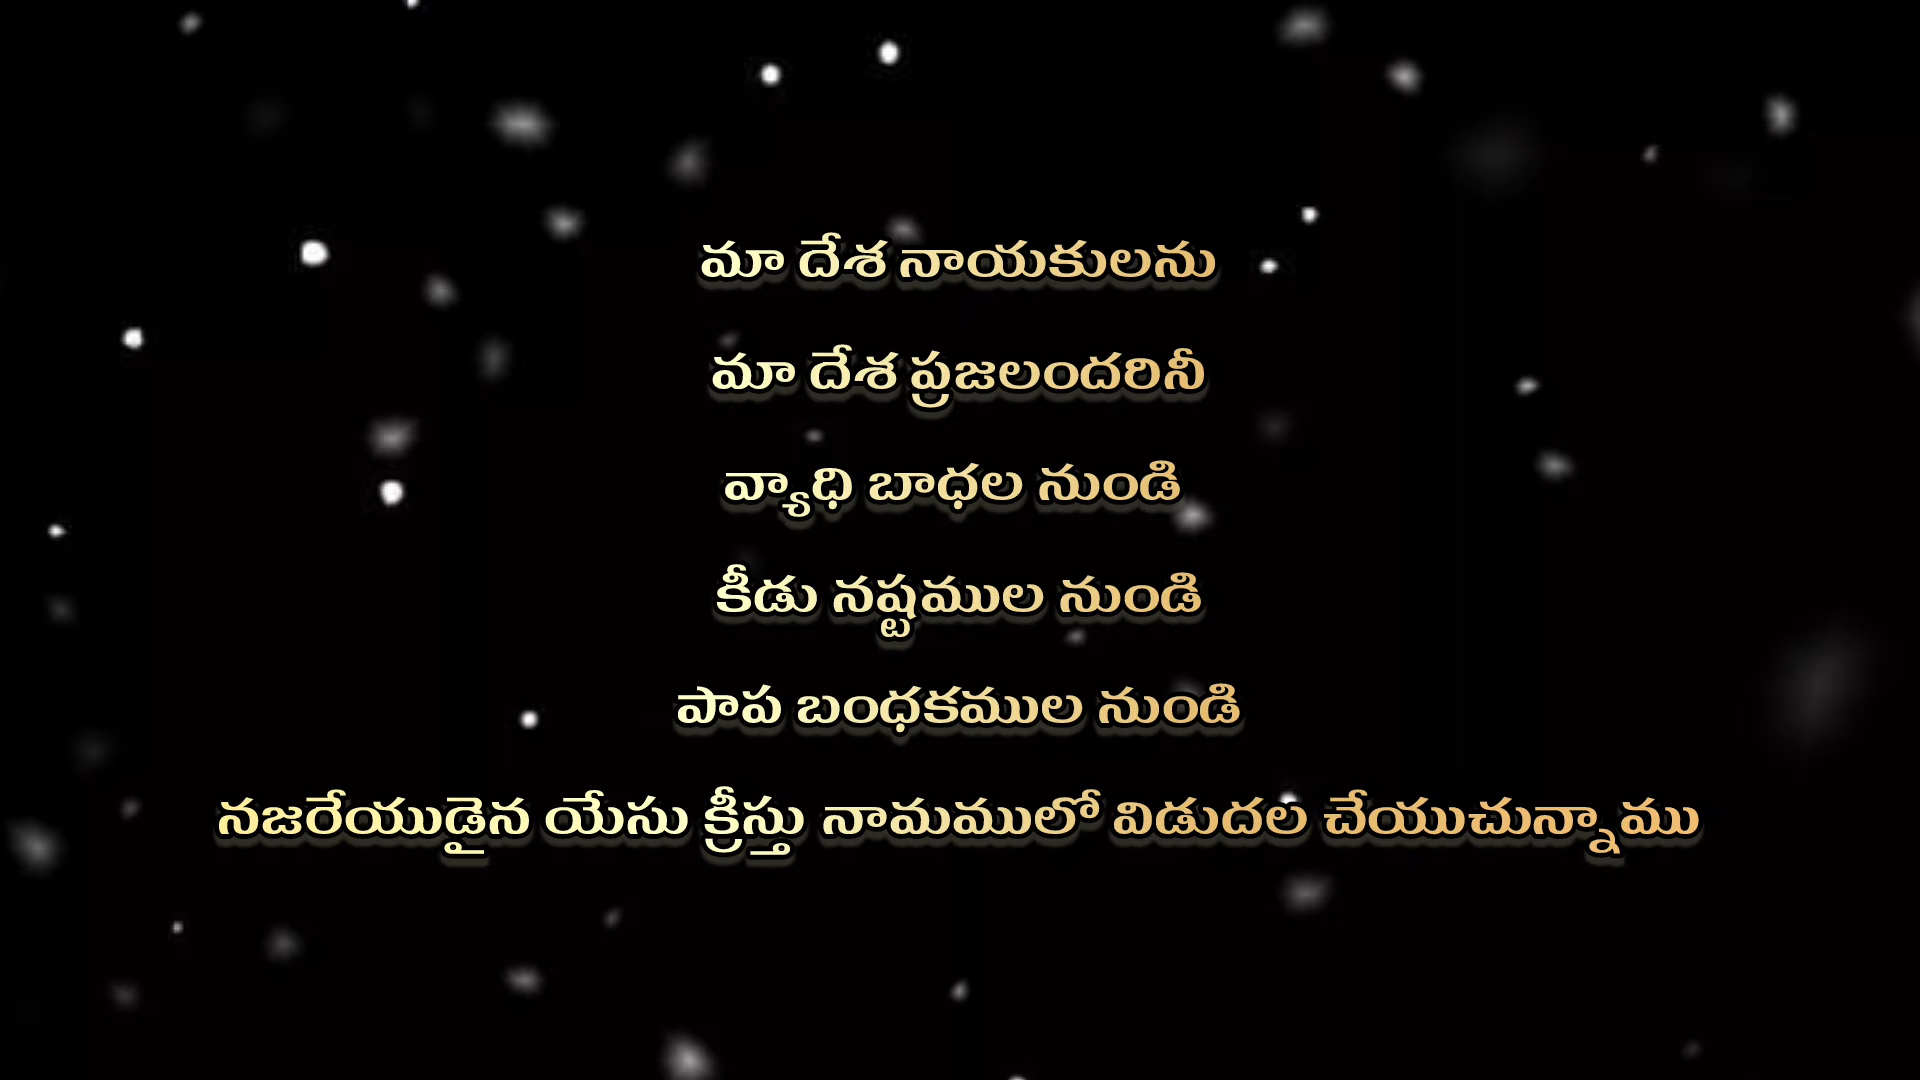 మా దేశ నాయకులను
మా దేశ ప్రజలందరినీ
వ్యాధి బాధల నుండి
కీడు నష్టముల నుండి
పాప బంధకముల నుండి
నజరేయుడైన యేసు క్రీస్తు నామములో విడుదల చేయుచున్నాము